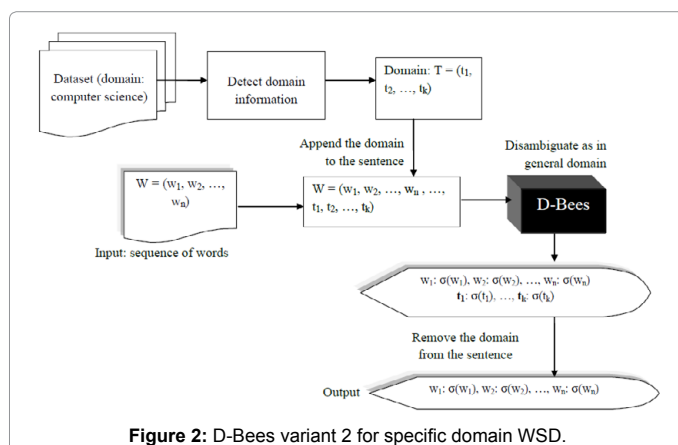 Dataset (domain:
computer science)
Detect domain
information
Domain: T = (t₁,
t₂, …, tₖ)
Append the domain
to the sentence
Disambiguate as in
general domain
W = (w₁, w₂, …,
wₙ)
W = (w₁, w₂, …, wₙ , …,
t₁, t₂, …, tₖ)
D-Bees
Input: sequence of words
w₁: σ(w₁), w₂: σ(w₂), …, wₙ: σ(wₙ)
t₁: σ(t₁), …, tₖ: σ(tₖ)
Remove the domain
from the sentence
Output
w₁: σ(w₁), w₂: σ(w₂), …, wₙ: σ(wₙ)
Figure 2: D-Bees variant 2 for specific domain WSD.